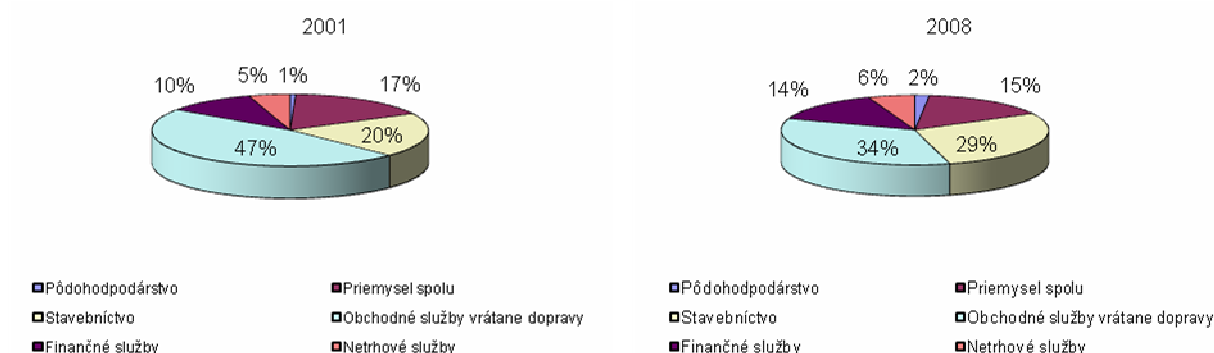 2001
5% 1%
10%
17%
20%
47%
Pôdohodpodárstvo
Priemysel spolu
Stavebníctvo
Obchodné služby vrátane dopravy
Finančné služby
Netrhové služby
2008
6%
2%
14%
15%
29%
34%
Pôdohodpodárstvo
Priemysel spolu
Stavebníctvo
Obchodné služby vrátane dopravy
Finančné služby
Netrhové služby